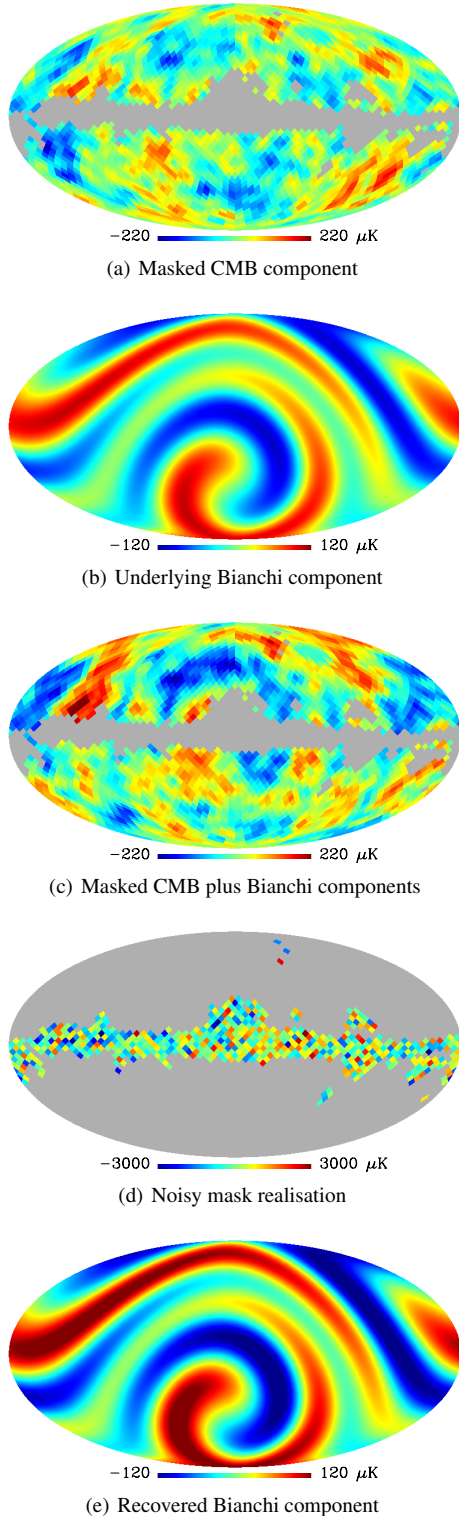 −220 220 μK
(a) Masked CMB component
−120 120 μK
(b) Underlying Bianchi component
−220 220 μK
(c) Masked CMB plus Bianchi components
−3000 3000 μK
(d) Noisy mask realisation
−120 120 μK
(e) Recovered Bianchi component